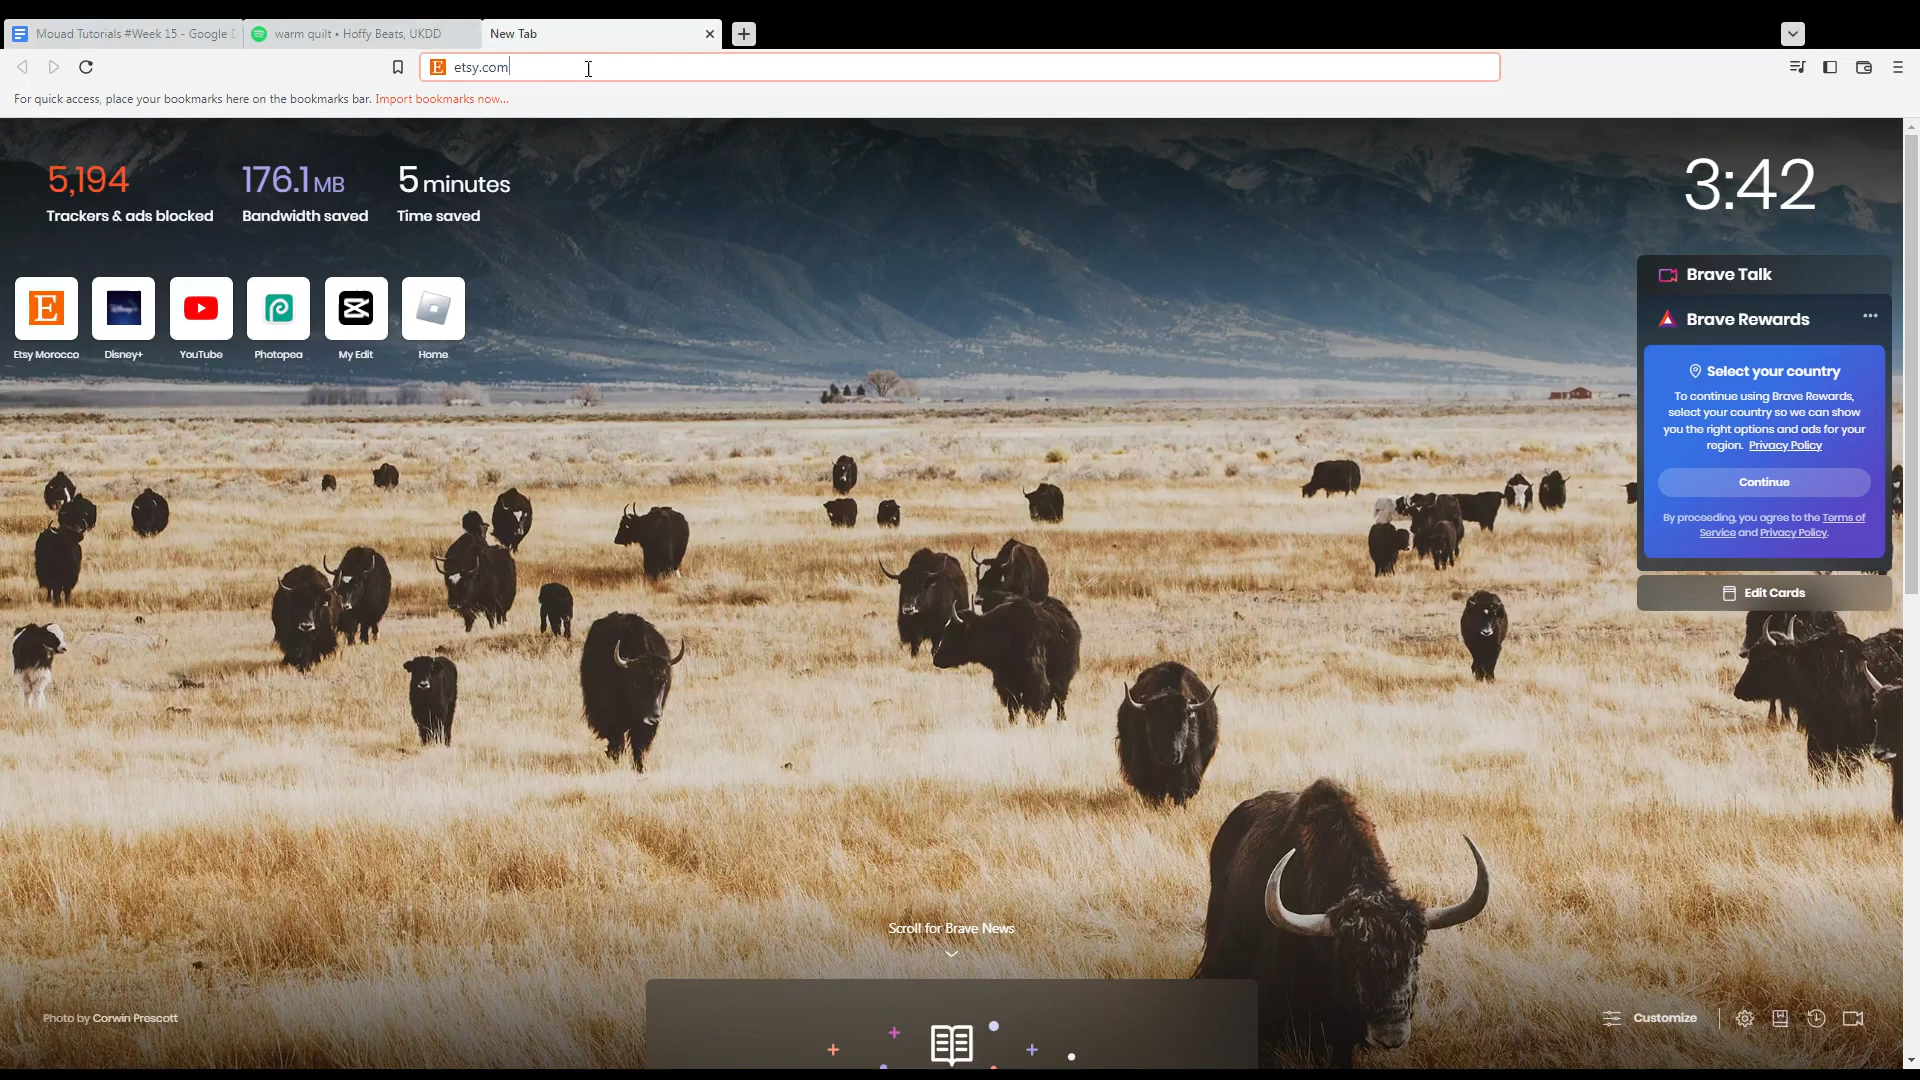 Mouad Tutorials #Week 15 - Google D
warm quilt • Hoffy Beats, UKDD
New Tab
etsy.com
For quick access, place your bookmarks here on the bookmarks bar. Import bookmarks now...
5,194
Trackers & ads blocked
176.1 MB
Bandwidth saved
5 minutes
Time saved
3:42
Etsy Morocco
Disney+
YouTube
Photopea
My Edit
Home
Brave Talk
Brave Rewards
Select your country
To continue using Brave Rewards,
select your country so we can show
you the right options and ads for your
region. Privacy Policy
Continue
By proceeding, you agree to the Terms of
Service and Privacy Policy.
Edit Cards
Scroll for Brave News
Photo by Corwin Prescott
Customize